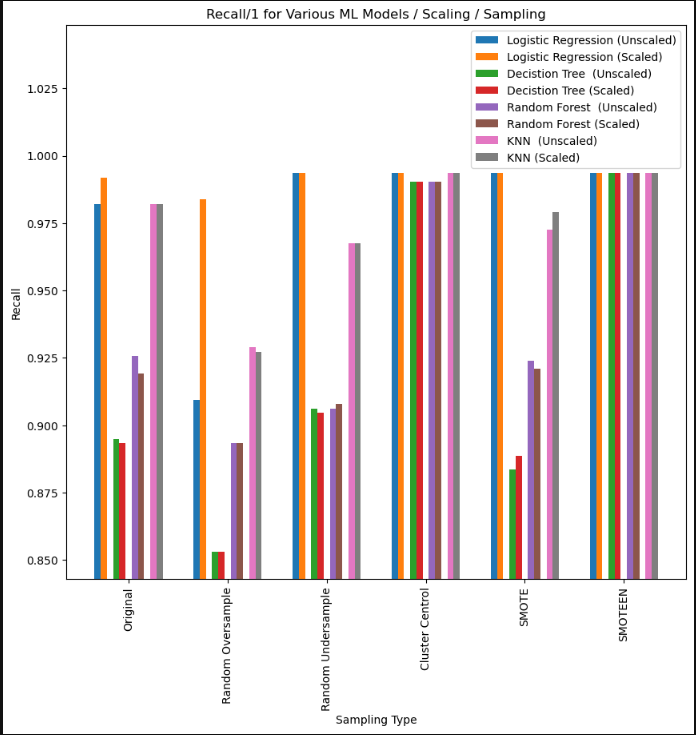 Recall/1 for Various ML Models / Scaling / Sampling
Logistic Regression (Unscaled)
Logistic Regression (Scaled)
Decistion Tree  (Unscaled)
Decistion Tree (Scaled)
Random Forest  (Unscaled)
Random Forest (Scaled)
KNN  (Unscaled)
KNN (Scaled)
1.025
1.000
0.975
0.950
0.925
0.900
0.875
0.850
Recall
Original
Random Oversample
Random Undersample
Cluster Centrol
SMOTE
SMOTEEN
Sampling Type